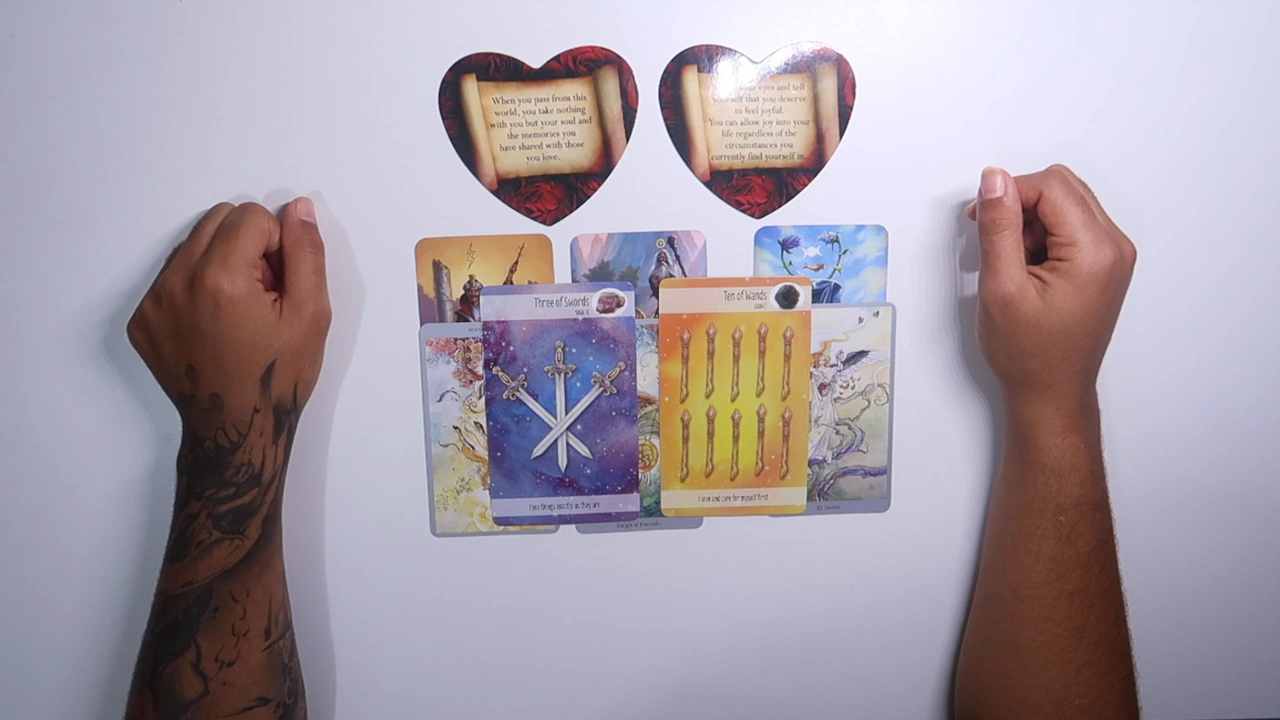 When you pass from this
world, you take nothing
with you but your soul and
the memories you
have shared with those
you love.
your eyes and tell
yourself that you deserve
to feel joyful.
You can allow joy into your
life regardless of the
circumstances you
currently find yourself in.
Three of Swords
Ten of Wands
I see things exactly as they are
I love and care for myself first